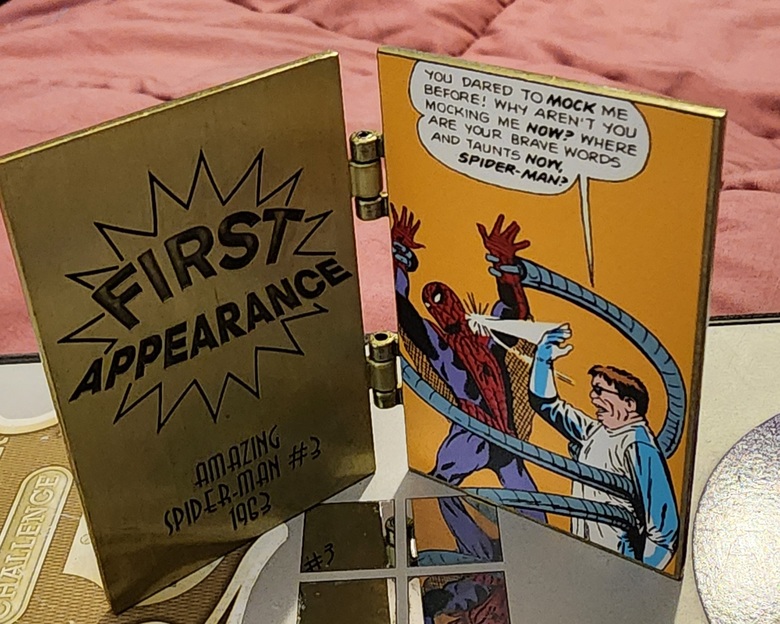 FIRST
APPEARANCE
AMAZING
SPIDER-MAN #3
1963
YOU DARED TO MOCK ME
BEFORE! WHY AREN'T YOU
MOCKING ME NOW? WHERE
ARE YOUR BRAVE WORDS
AND TAUNTS NOW,
SPIDER-MAN?
#3
CHALLENGE